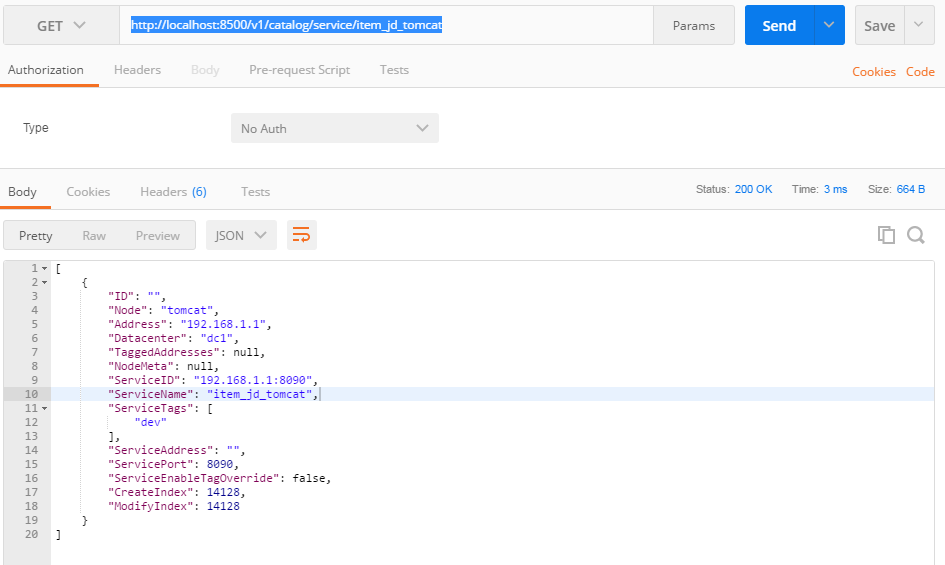 GET http://localhost:8500/v1/catalog/service/item_jd_tomcat Params Send Save
Authorization Headers Body Pre-request Script Tests Cookies Code
Type No Auth
Body Cookies Headers (6) Tests Status: 200 OK Time: 3 ms Size: 664 B
Pretty Raw Preview JSON
1 [
2 {
3 "ID": "",
4 "Node": "tomcat",
5 "Address": "192.168.1.1",
6 "Datacenter": "dc1",
7 "TaggedAddresses": null,
8 "NodeMeta": null,
9 "ServiceID": "192.168.1.1:8090",
10 "ServiceName": "item_jd_tomcat",
11 "ServiceTags": [
12 "dev"
13 ],
14 "ServiceAddress": "",
15 "ServicePort": 8090,
16 "ServiceEnableTagOverride": false,
17 "CreateIndex": 14128,
18 "ModifyIndex": 14128
19 }
20 ]